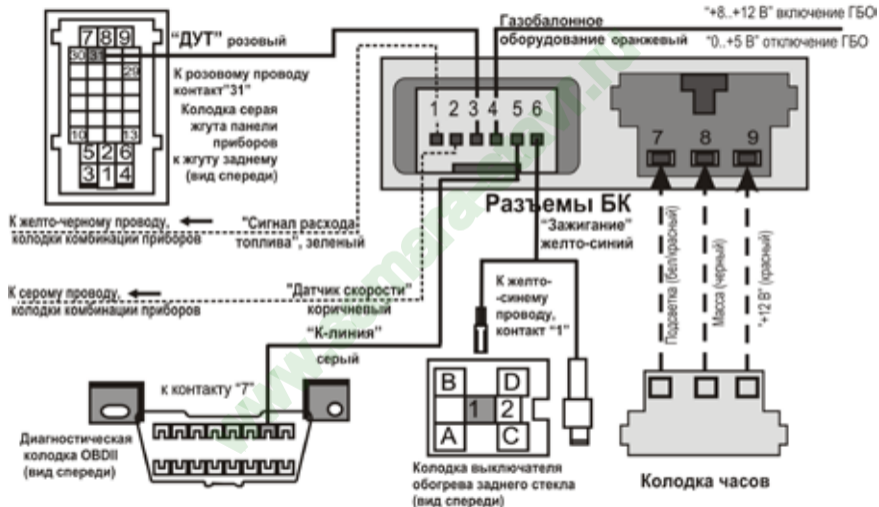 "+8..+12 В" включение ГБО
Газобалонное
оборудование оранжевый
"0..+5 В" отключение ГБО
"ДУТ" розовый
7 8 9
30 31
29
10 13
5 2 6
3 1 4
К розовому проводу
контакт"31"
Колодка серая
жгута панели
приборов
к жгуту заднему
(вид спереди)
1 2 3 4 5 6
7 8 9
Разъемы БК
К желто-черному проводу,
колодки комбинации приборов
"Сигнал расхода
топлива", зеленый
"Зажигание"
желто-синий
К серому проводу,
колодки комбинации приборов
"Датчик скорости"
коричневый
"К-линия"
серый
К желто-
-синему
проводу,
контакт "1"
Подсветка (бел/красный)
Масса (черный)
"+12 В" (красный)
к контакту "7"
Диагностическая
колодка OBDII
(вид спереди)
B D
1 2
A C
Колодка выключателя
обогрева заднего стекла
(вид спереди)
Колодка часов